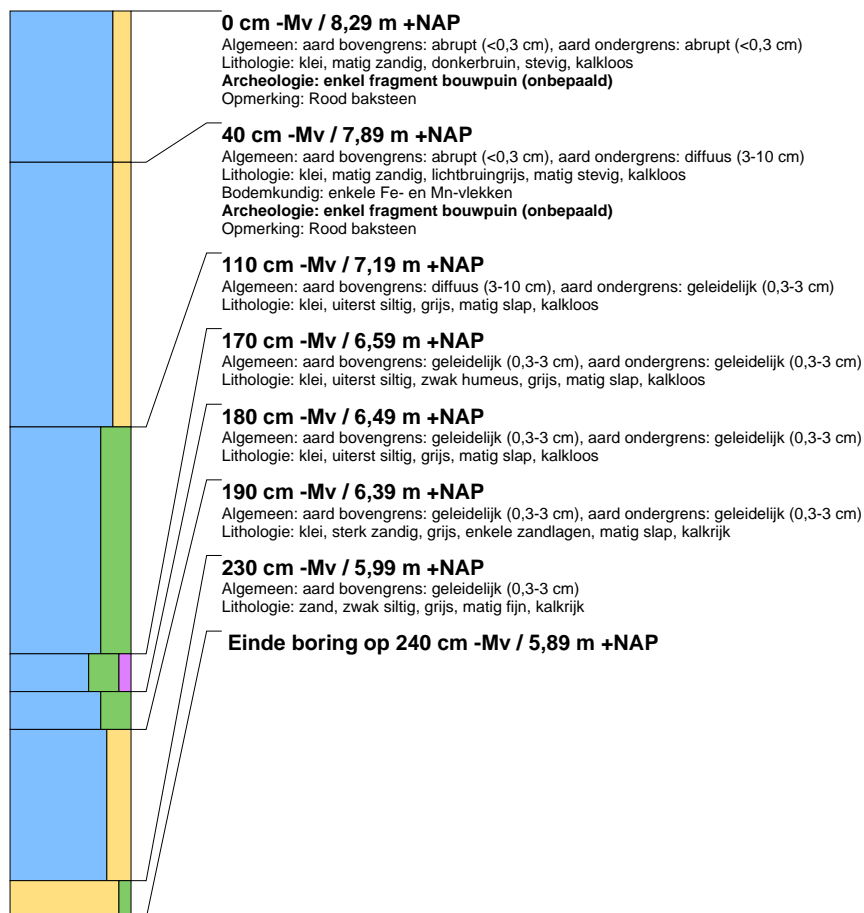 0 cm -Mv / 8,29 m +NAP
Algemeen: aard bovengrens: abrupt (<0,3 cm), aard ondergrens: abrupt (<0,3 cm)
Lithologie: klei, matig zandig, donkerbruin, stevig, kalkloos
Archeologie: enkel fragment bouwpuin (onbepaald)
Opmerking: Rood baksteen
40 cm -Mv / 7,89 m +NAP
Algemeen: aard bovengrens: abrupt (<0,3 cm), aard ondergrens: diffuus (3-10 cm)
Lithologie: klei, matig zandig, lichtbruingrijs, matig stevig, kalkloos
Bodemkundig: enkele Fe- en Mn-vlekken
Archeologie: enkel fragment bouwpuin (onbepaald)
Opmerking: Rood baksteen
110 cm -Mv / 7,19 m +NAP
Algemeen: aard bovengrens: diffuus (3-10 cm), aard ondergrens: geleidelijk (0,3-3 cm)
Lithologie: klei, uiterst siltig, grijs, matig slap, kalkloos
170 cm -Mv / 6,59 m +NAP
Algemeen: aard bovengrens: geleidelijk (0,3-3 cm), aard ondergrens: geleidelijk (0,3-3 cm)
Lithologie: klei, uiterst siltig, zwak humeus, grijs, matig slap, kalkloos
180 cm -Mv / 6,49 m +NAP
Algemeen: aard bovengrens: geleidelijk (0,3-3 cm), aard ondergrens: geleidelijk (0,3-3 cm)
Lithologie: klei, uiterst siltig, grijs, matig slap, kalkloos
190 cm -Mv / 6,39 m +NAP
Algemeen: aard bovengrens: geleidelijk (0,3-3 cm), aard ondergrens: geleidelijk (0,3-3 cm)
Lithologie: klei, sterk zandig, grijs, enkele zandlagen, matig slap, kalkrijk
230 cm -Mv / 5,99 m +NAP
Algemeen: aard bovengrens: geleidelijk (0,3-3 cm)
Lithologie: zand, zwak siltig, grijs, matig fijn, kalkrijk
Einde boring op 240 cm -Mv / 5,89 m +NAP